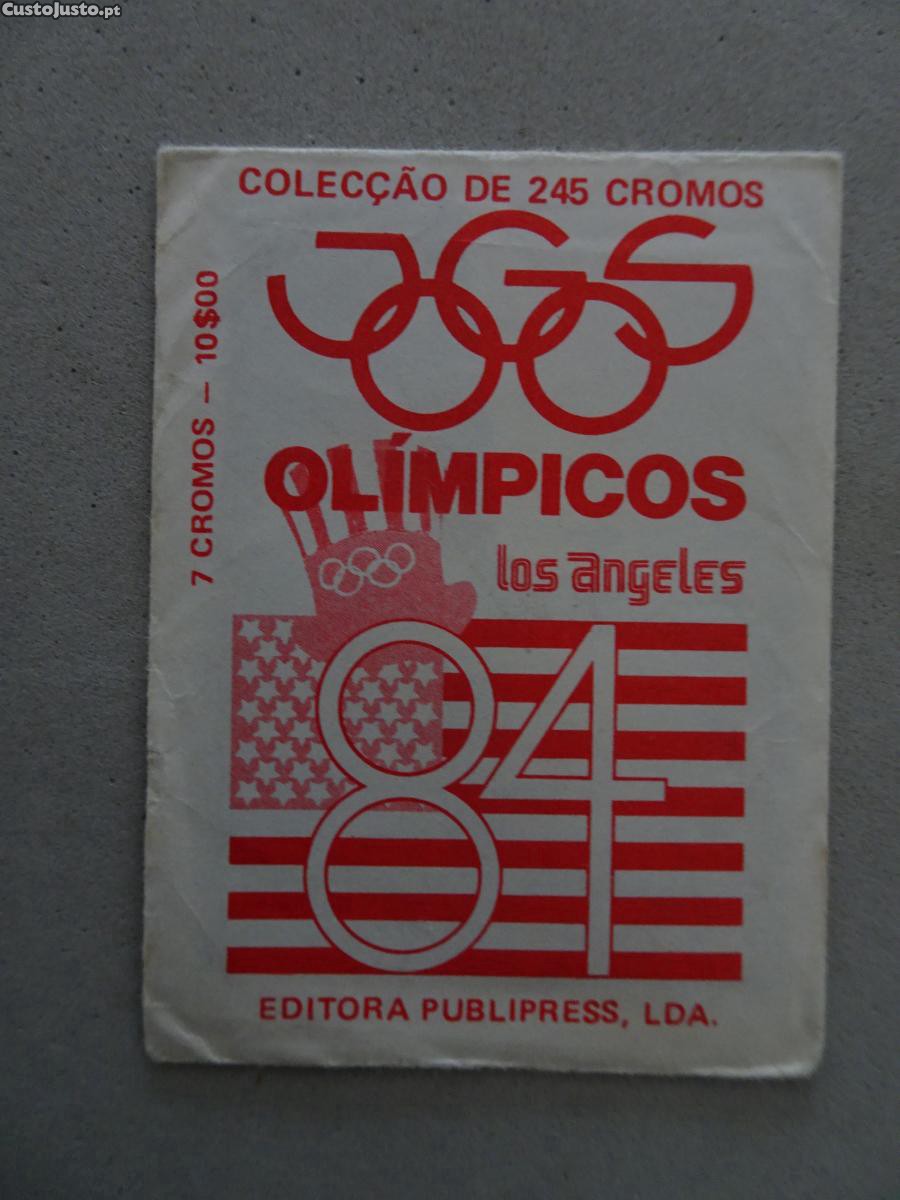 CustoJusto.pt
COLECÇÃO DE 245 CROMOS
7 CROMOS — 10$00
JOGOS
OLÍMPICOS
los angeles
84
EDITORA PUBLIPRESS, LDA.